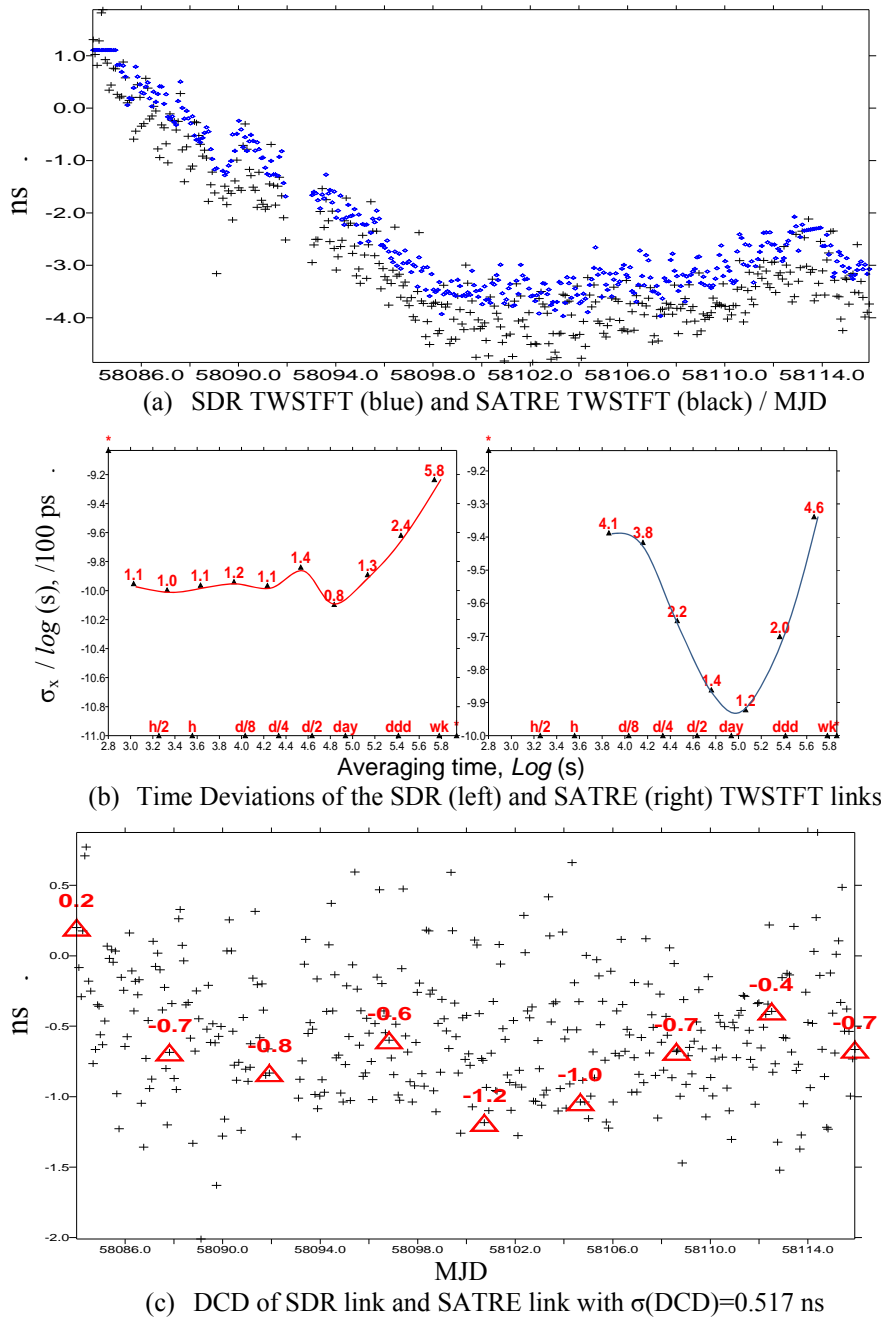 1.0
0.0
-1.0
-2.0
-3.0
-4.0
ns .
58086.0 58090.0 58094.0 58098.0 58102.0 58106.0 58110.0 58114.0
(a) SDR TWSTFT (blue) and SATRE TWSTFT (black) / MJD
σx / log (s), /100 ps .
*
-9.2
-9.4
-9.6
-9.8
-10.0
-10.2
-10.4
-10.6
-10.8
-11.0
1.1 1.0 1.1 1.2 1.1 1.4 0.8 1.3 2.4 5.8
h/2 h d/8 d/4 d/2 day ddd wk *
2.8 3.2 3.4 3.6 3.8 4.0 4.2 4.4 4.6 4.8 5.0 5.2 5.4 5.6 5.8
*
-9.2
-9.3
-9.4
-9.5
-9.6
-9.7
-9.8
-9.9
-10.0
4.1 3.8 2.2 1.4 1.2 2.0 4.6
h/2 h d/8 d/4 d/2 day ddd wk *
2.8 3.2 3.4 3.6 3.8 4.0 4.2 4.4 4.6 4.8 5.0 5.2 5.4 5.6 5.8
Averaging time, Log (s)
(b) Time Deviations of the SDR (left) and SATRE (right) TWSTFT links
ns .
0.5
0.0
-0.5
-1.0
-1.5
-2.0
0.2 -0.7 -0.8 -0.6 -1.2 -1.0 -0.7 -0.4 -0.7
58086.0 58090.0 58094.0 58098.0 58102.0 58106.0 58110.0 58114.0
MJD
(c) DCD of SDR link and SATRE link with σ(DCD)=0.517 ns